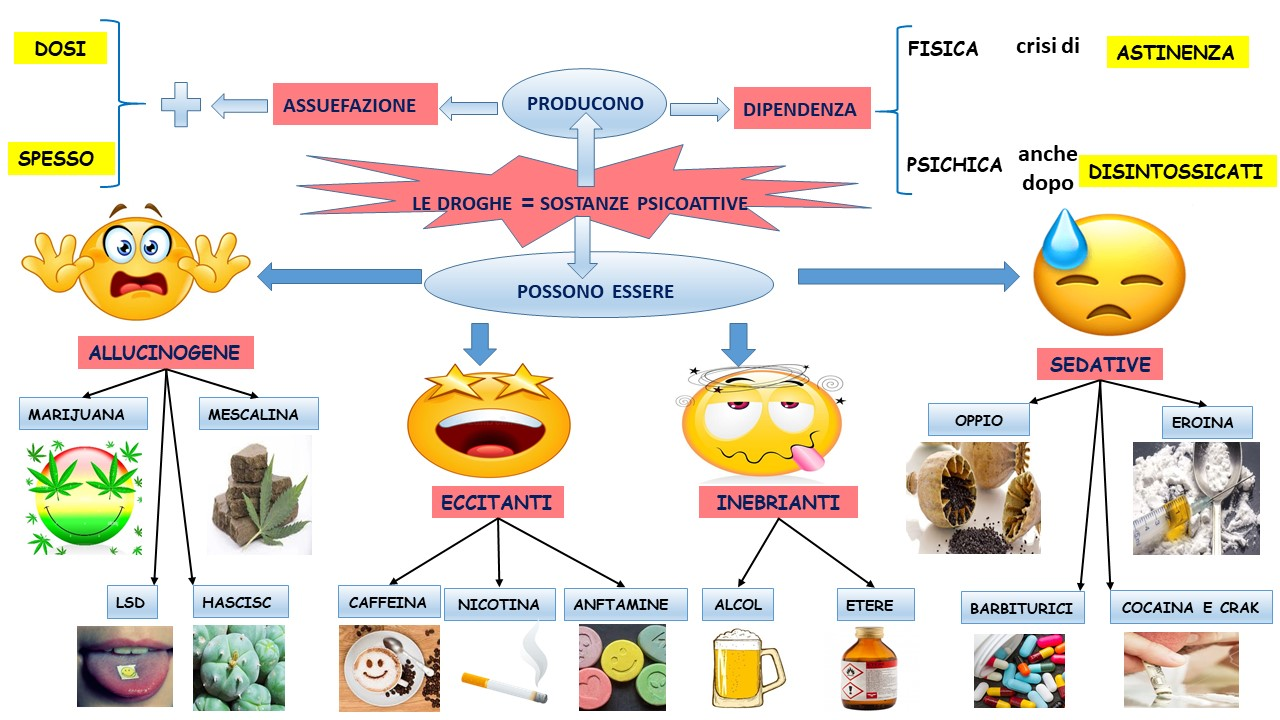 DOSI
SPESSO
ASSUEFAZIONE
PRODUCONO
DIPENDENZA
FISICA
crisi di
ASTINENZA
PSICHICA
anche
dopo
DISINTOSSICATI
LE DROGHE = SOSTANZE PSICOATTIVE
POSSONO ESSERE
ALLUCINOGENE
MARIJUANA
MESCALINA
LSD
HASCISC
ECCITANTI
CAFFEINA
NICOTINA
ANFTAMINE
INEBRIANTI
ALCOL
ETERE
SEDATIVE
OPPIO
EROINA
BARBITURICI
COCAINA E CRAK